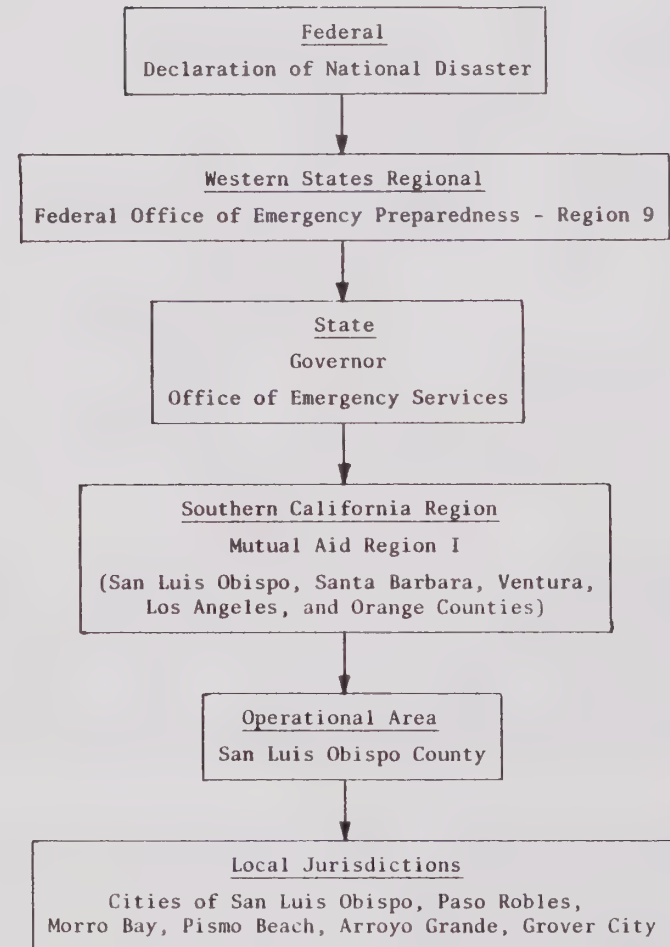 Federal
Declaration of National Disaster
Western States Regional
Federal Office of Emergency Preparedness - Region 9
State
Governor
Office of Emergency Services
Southern California Region
Mutual Aid Region I
(San Luis Obispo, Santa Barbara, Ventura,
Los Angeles, and Orange Counties)
Operational Area
San Luis Obispo County
Local Jurisdictions
Cities of San Luis Obispo, Paso Robles,
Morro Bay, Pismo Beach, Arroyo Grande, Grover City